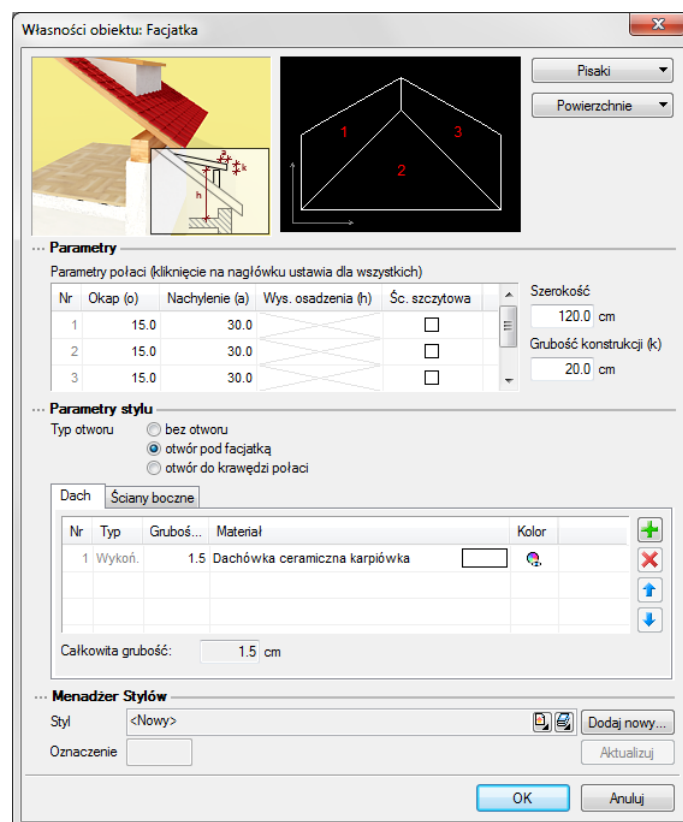 Własności obiektu: Facjatka
a
k
h
1
3
2
Pisaki
Powierzchnie
Parametry
Parametry połaci (kliknięcie na nagłówku ustawia dla wszystkich)
Nr Okap (o) Nachylenie (a) Wys. osadzenia (h) Śc. szczytowa
1 15.0 30.0
2 15.0 30.0
3 15.0 30.0
Szerokość
120.0 cm
Grubość konstrukcji (k)
20.0 cm
Parametry stylu
Typ otworu bez otworu
otwór pod facjatką
otwór do krawędzi połaci
Dach Ściany boczne
Nr Typ Gruboś... Materiał Kolor
1 Wykoń. 1.5 Dachówka ceramiczna karpiówka
Całkowita grubość: 1.5 cm
Menadżer Stylów
Styl <Nowy> Dodaj nowy...
Oznaczenie Aktualizuj
OK Anuluj